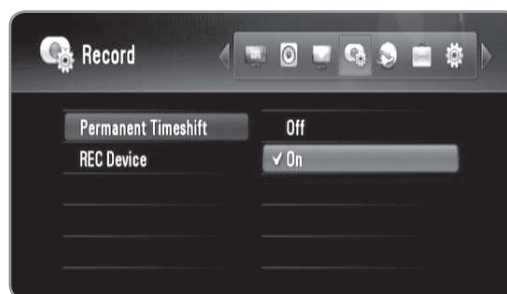 Record
Permanent Timeshift
Off
REC Device
✓ On